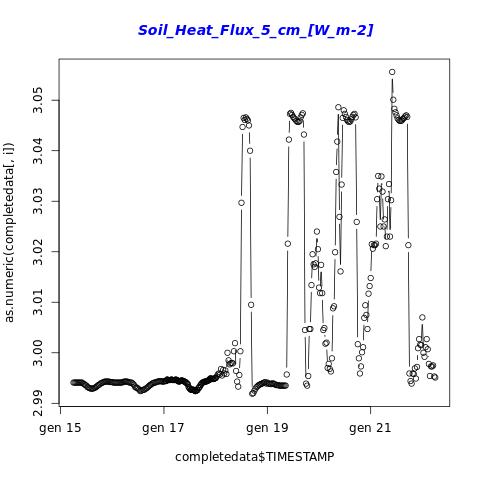 Soil_Heat_Flux_5_cm_[W_m-2]
as.numeric(completedata[, i])
3.05
3.04
3.03
3.02
3.01
3.00
2.99
gen 15
gen 17
gen 19
gen 21
completedata$TIMESTAMP